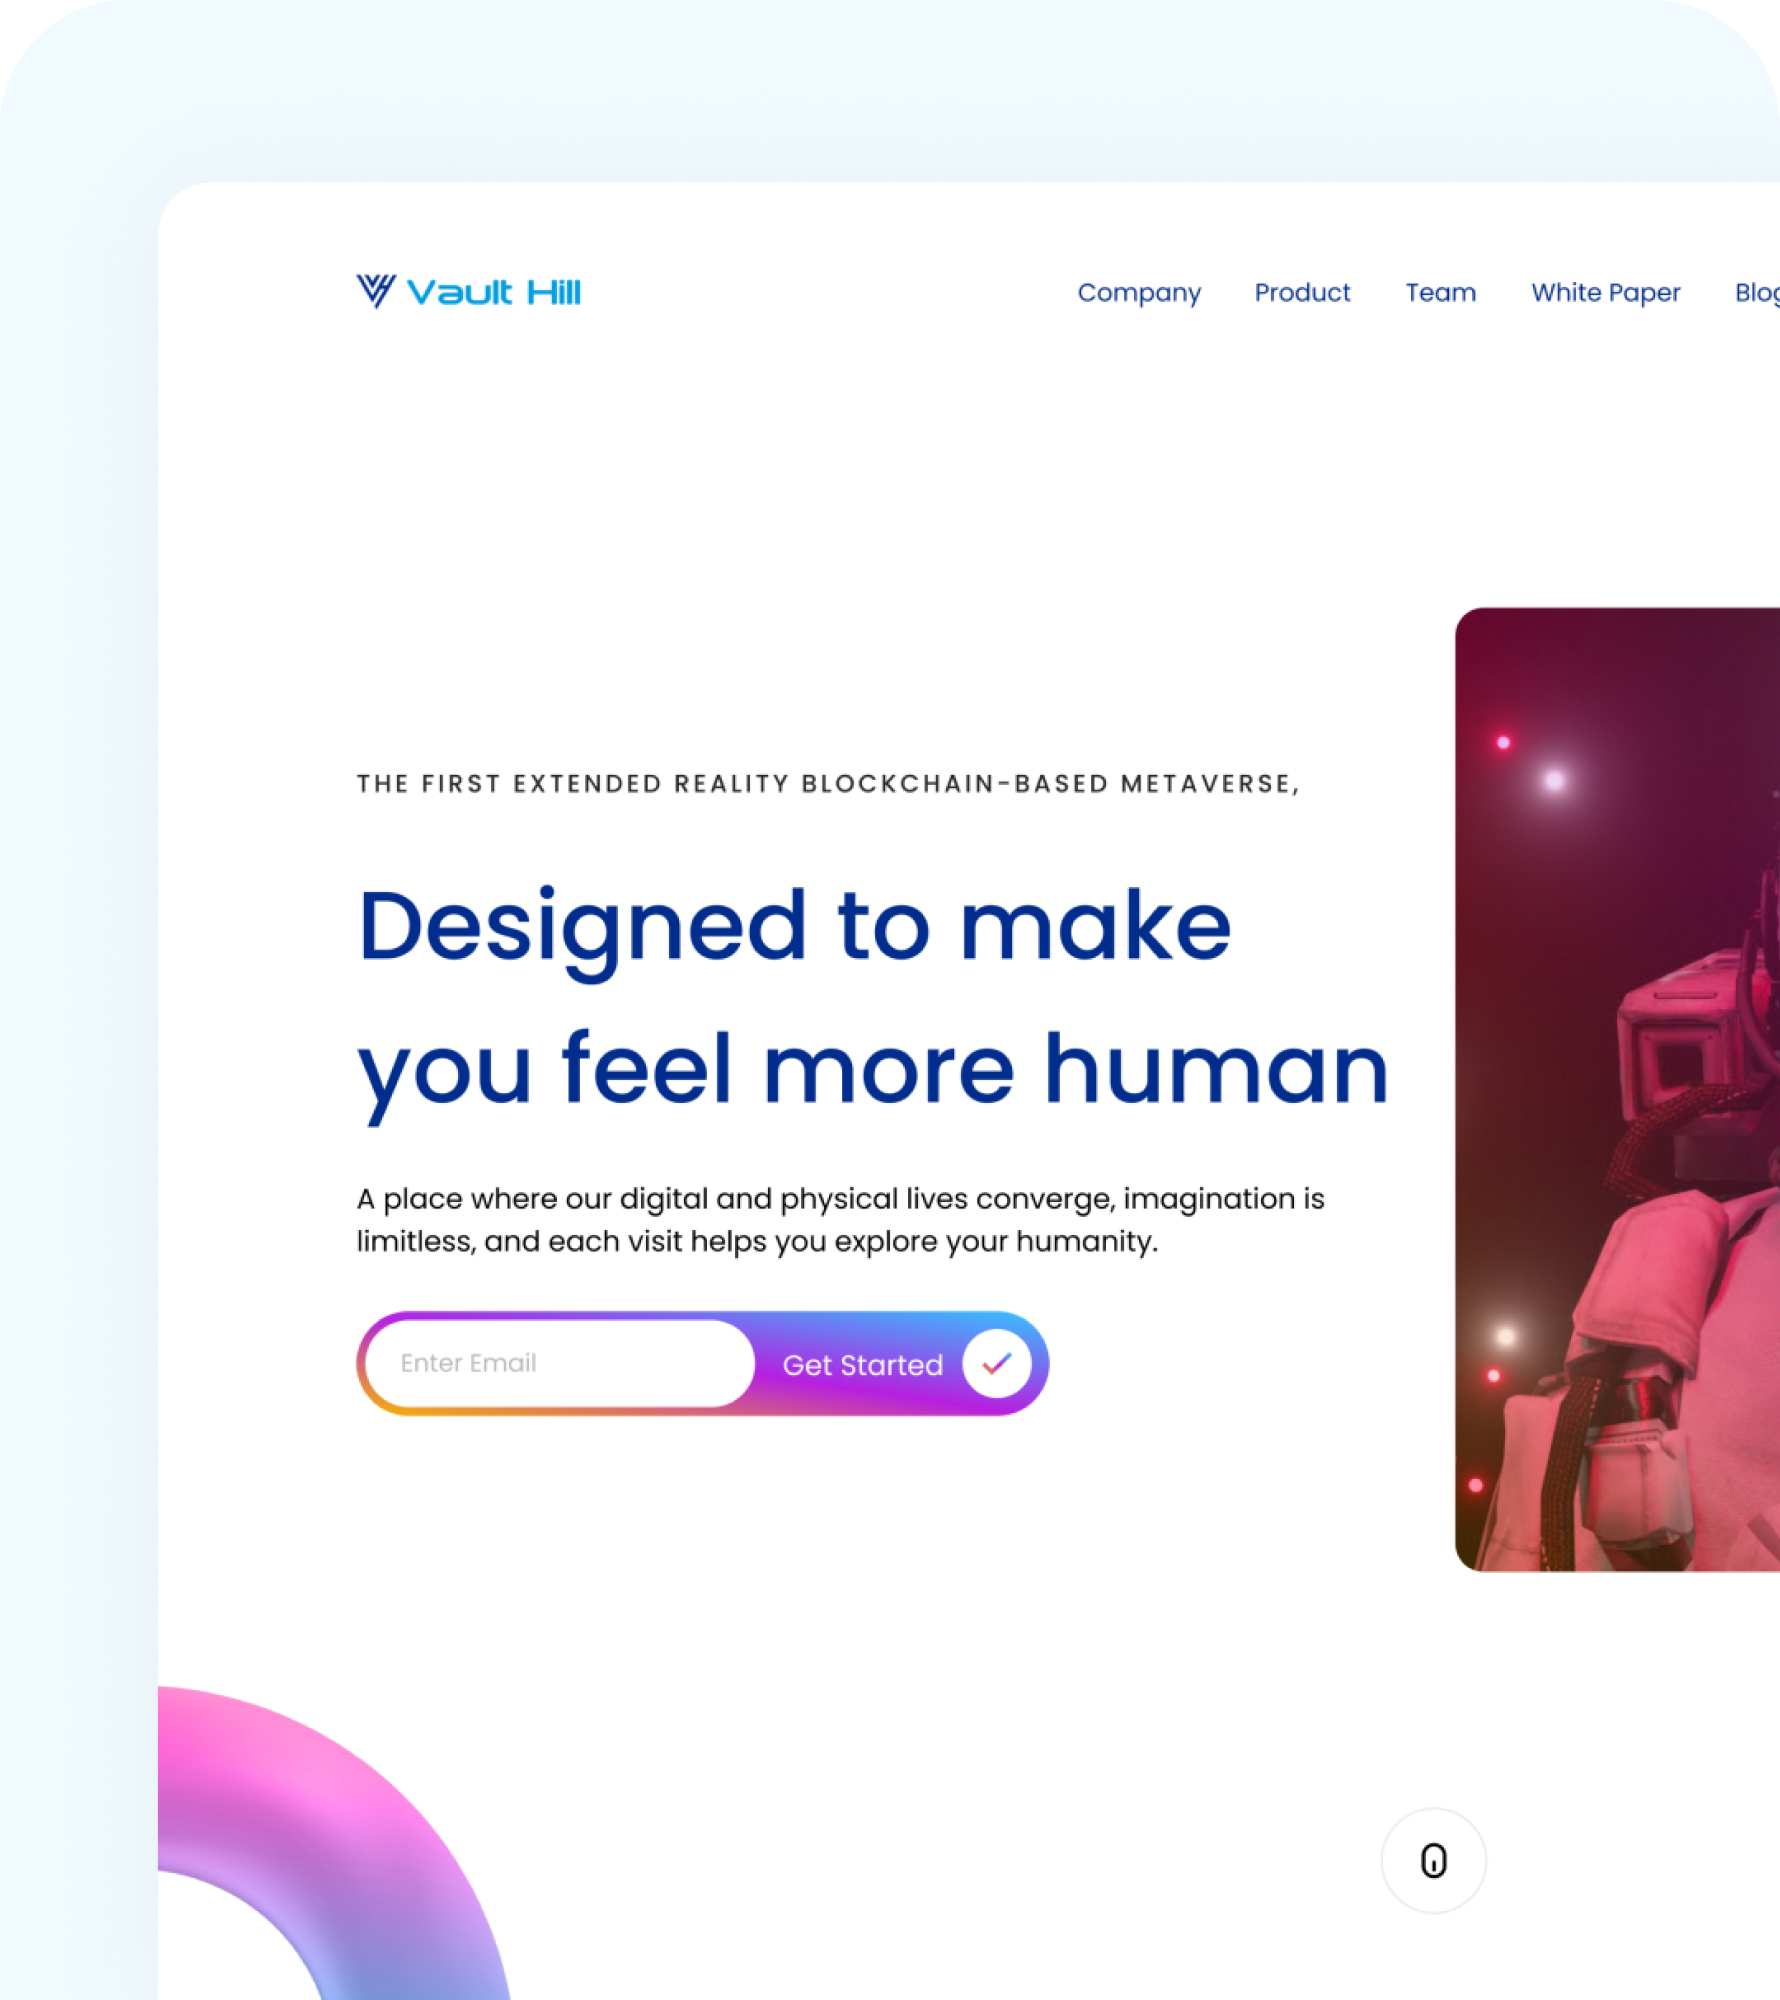 Vault Hill
Company Product Team White Paper Blog
THE FIRST EXTENDED REALITY BLOCKCHAIN-BASED METAVERSE,
Designed to make
you feel more human
A place where our digital and physical lives converge, imagination is
limitless, and each visit helps you explore your humanity.
Enter Email Get Started